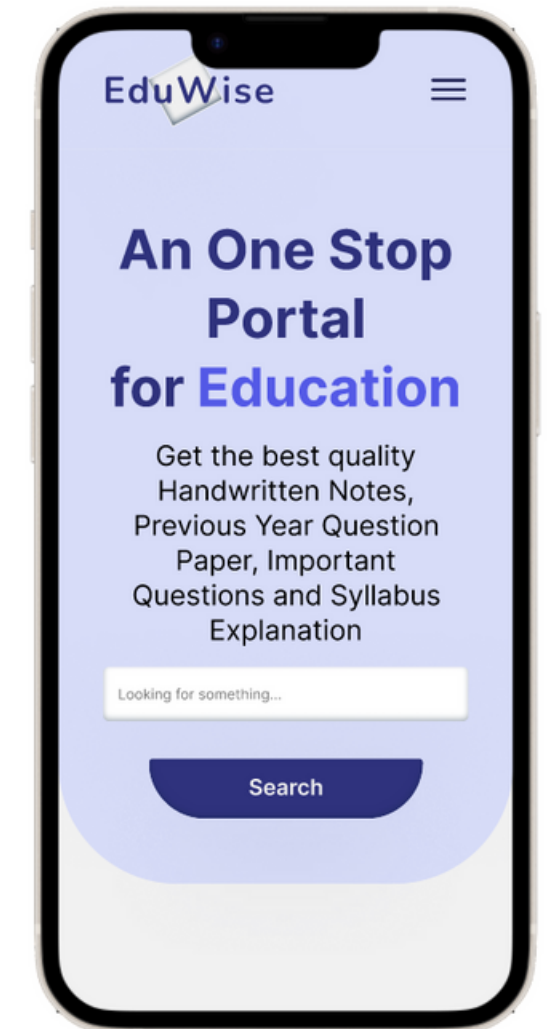 EduWise
An One Stop
Portal
for Education
Get the best quality
Handwritten Notes,
Previous Year Question
Paper, Important
Questions and Syllabus
Explanation
Looking for something...
Search